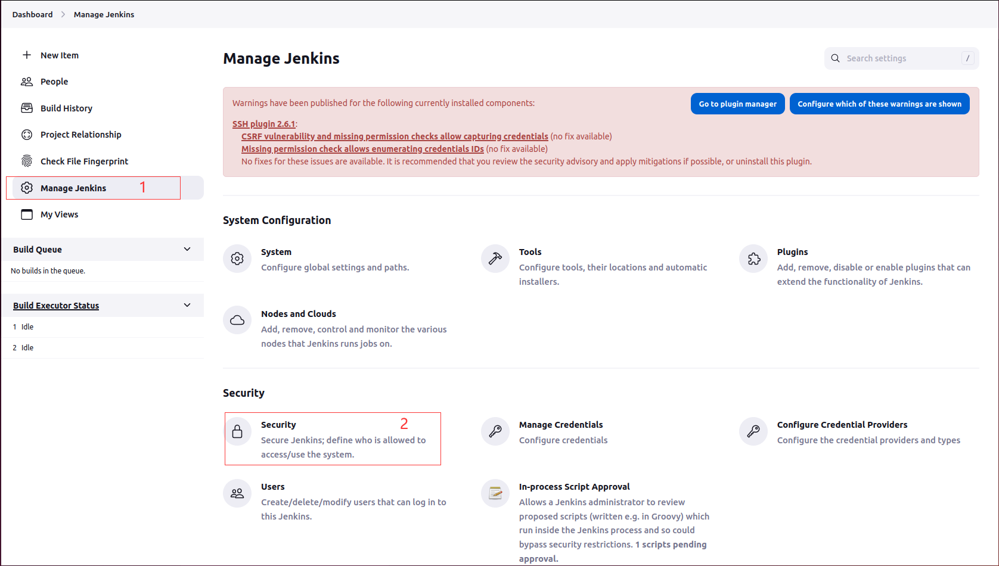 Dashboard > Manage Jenkins
New Item
People
Build History
Project Relationship
Check File Fingerprint
Manage Jenkins 1
My Views
Build Queue
No builds in the queue.
Build Executor Status
1 Idle
2 Idle
Manage Jenkins
Search settings /
Warnings have been published for the following currently installed components:
Go to plugin manager
Configure which of these warnings are shown
SSH plugin 2.6.1:
CSRF vulnerability and missing permission checks allow capturing credentials (no fix available)
Missing permission check allows enumerating credentials IDs (no fix available)
No fixes for these issues are available. It is recommended that you review the security advisory and apply mitigations if possible, or uninstall this plugin.
System Configuration
System
Configure global settings and paths.
Tools
Configure tools, their locations and automatic
installers.
Plugins
Add, remove, disable or enable plugins that can
extend the functionality of Jenkins.
Nodes and Clouds
Add, remove, control and monitor the various
nodes that Jenkins runs jobs on.
Security
Security 2
Secure Jenkins; define who is allowed to
access/use the system.
Manage Credentials
Configure credentials
Configure Credential Providers
Configure the credential providers and types
Users
Create/delete/modify users that can log in to
this Jenkins.
In-process Script Approval
Allows a Jenkins administrator to review
proposed scripts (written e.g. in Groovy) which
run inside the Jenkins process and so could
bypass security restrictions. 1 scripts pending
approval.